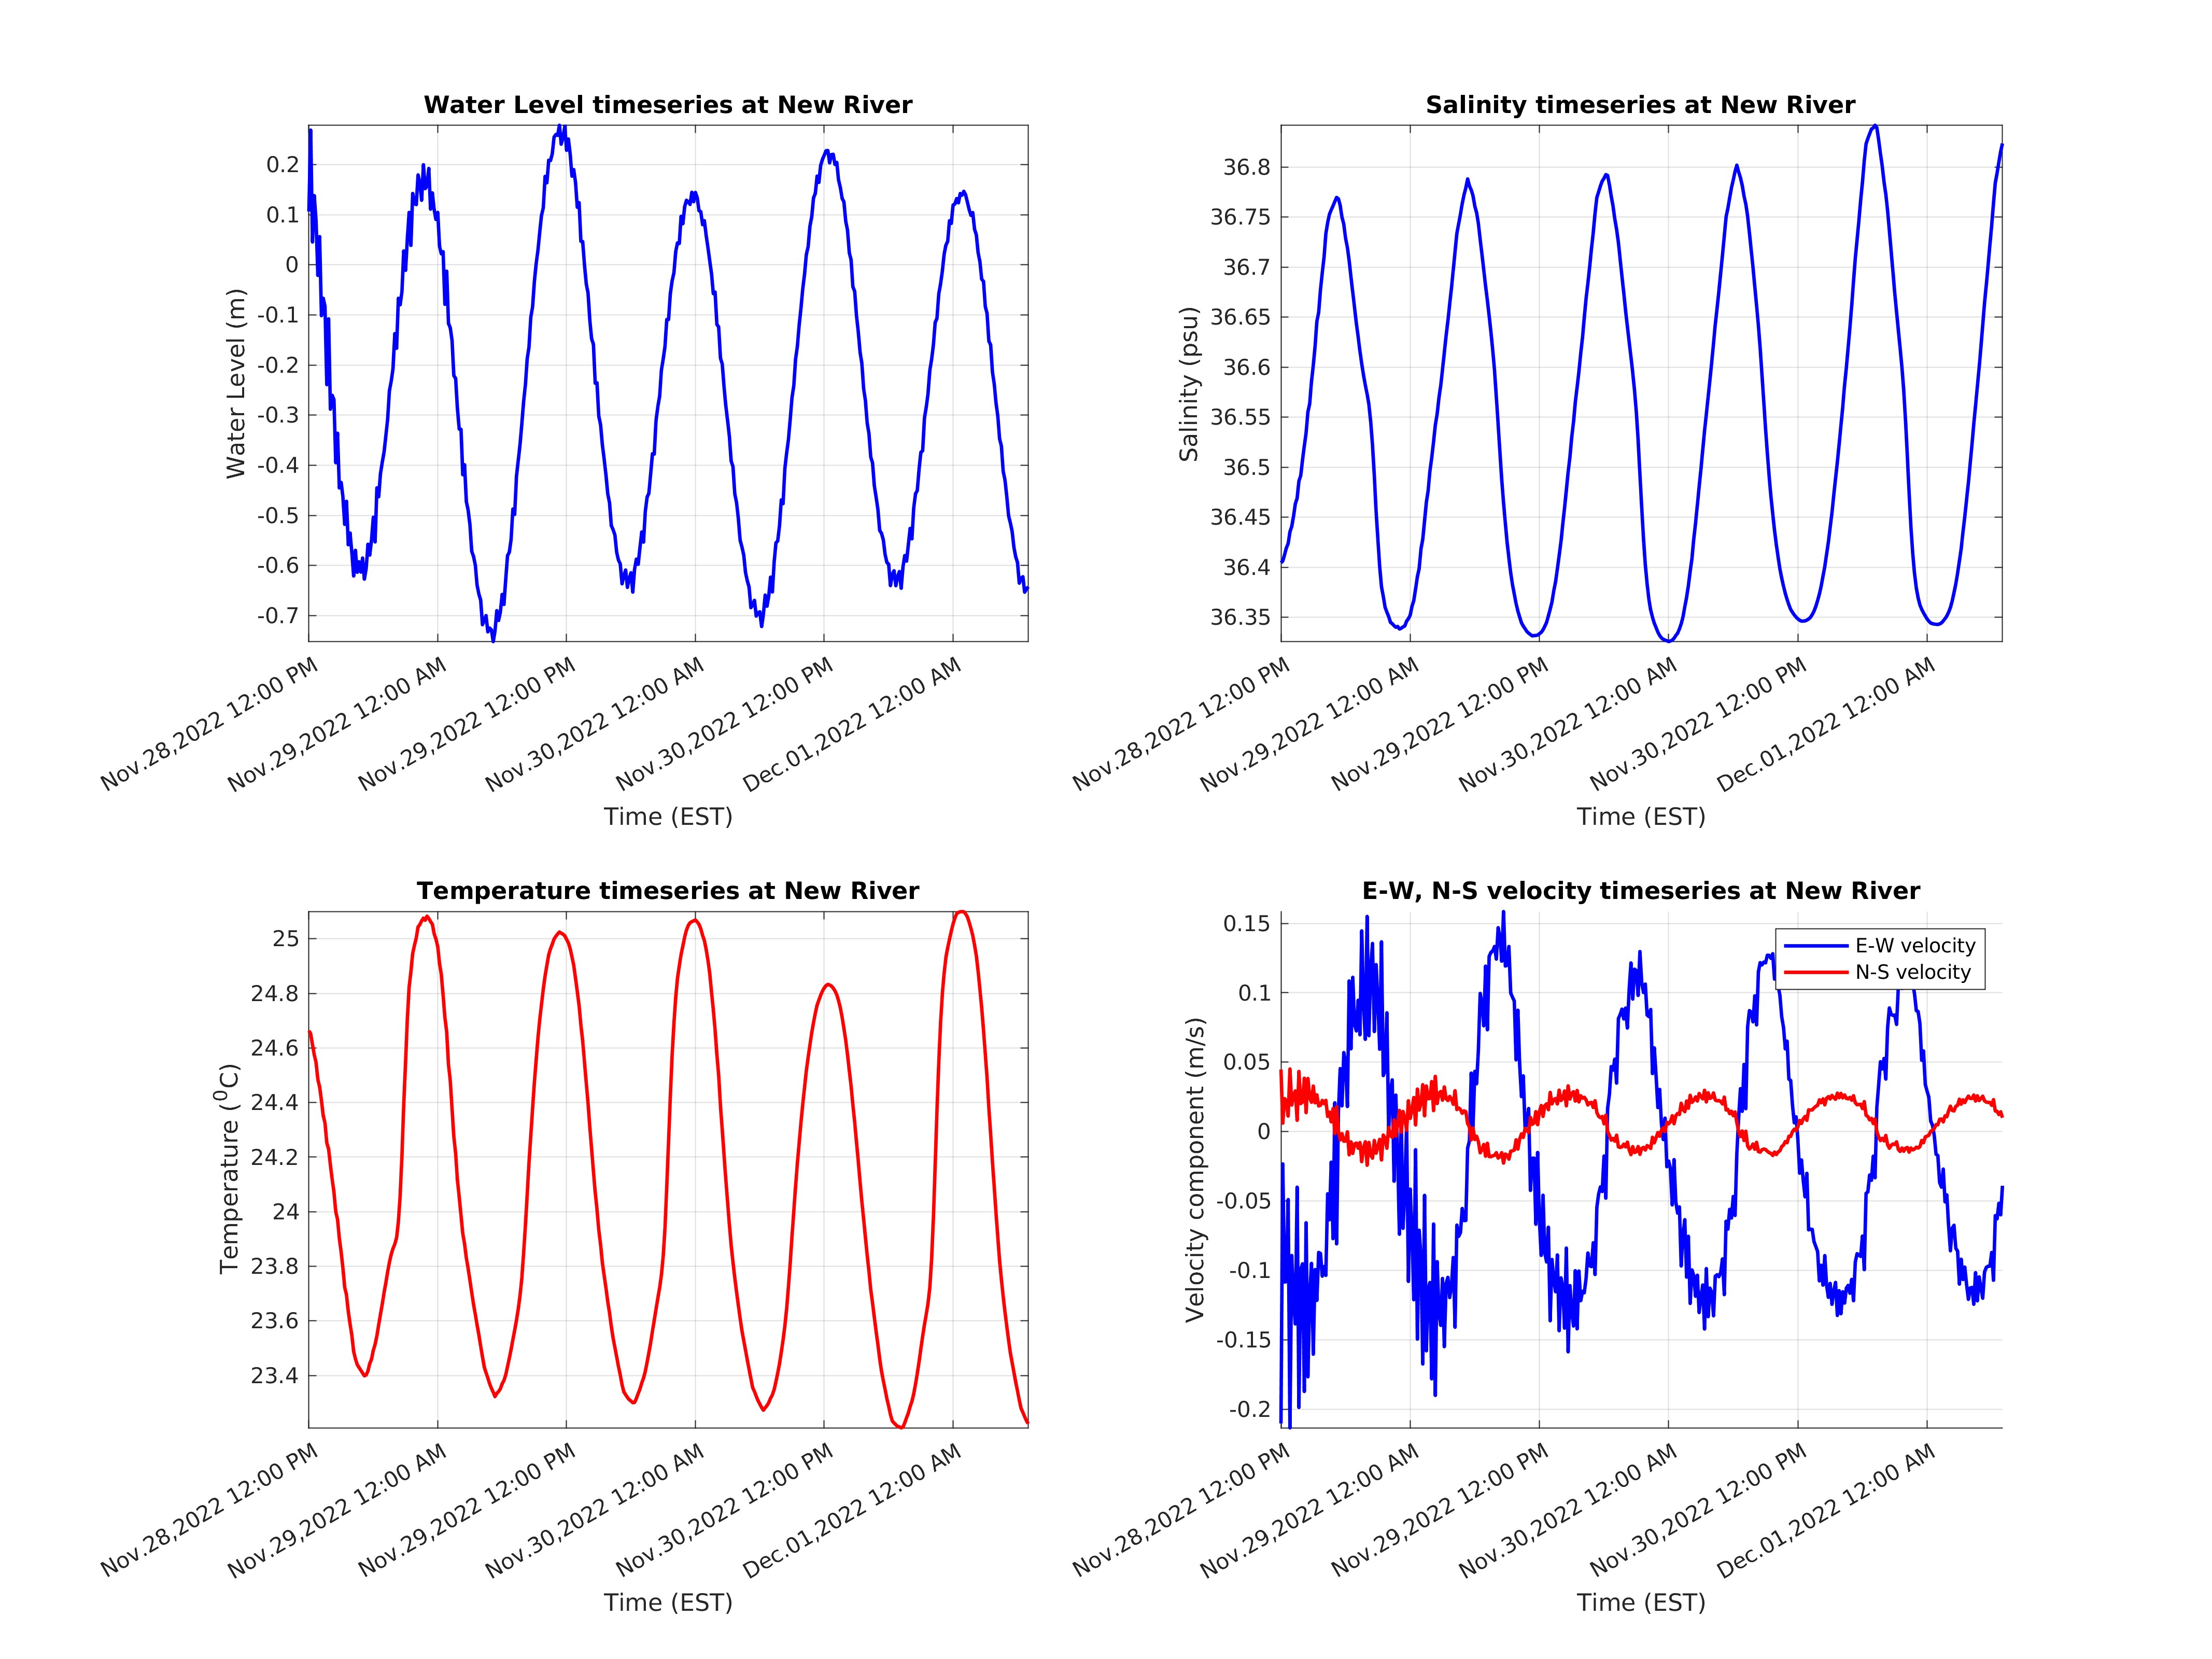 Water Level timeseries at New River
Water Level (m)
0.2
0.1
0
-0.1
-0.2
-0.3
-0.4
-0.5
-0.6
-0.7
Nov.28,2022 12:00 PM
Nov.29,2022 12:00 AM
Nov.29,2022 12:00 PM
Nov.30,2022 12:00 AM
Nov.30,2022 12:00 PM
Dec.01,2022 12:00 AM
Time (EST)
Salinity timeseries at New River
Salinity (psu)
36.8
36.75
36.7
36.65
36.6
36.55
36.5
36.45
36.4
36.35
Nov.28,2022 12:00 PM
Nov.29,2022 12:00 AM
Nov.29,2022 12:00 PM
Nov.30,2022 12:00 AM
Nov.30,2022 12:00 PM
Dec.01,2022 12:00 AM
Time (EST)
Temperature timeseries at New River
Temperature (⁰C)
25
24.8
24.6
24.4
24.2
24
23.8
23.6
23.4
Nov.28,2022 12:00 PM
Nov.29,2022 12:00 AM
Nov.29,2022 12:00 PM
Nov.30,2022 12:00 AM
Nov.30,2022 12:00 PM
Dec.01,2022 12:00 AM
Time (EST)
E-W, N-S velocity timeseries at New River
Velocity component (m/s)
0.15
0.1
0.05
0
-0.05
-0.1
-0.15
-0.2
E-W velocity
N-S velocity
Nov.28,2022 12:00 PM
Nov.29,2022 12:00 AM
Nov.29,2022 12:00 PM
Nov.30,2022 12:00 AM
Nov.30,2022 12:00 PM
Dec.01,2022 12:00 AM
Time (EST)